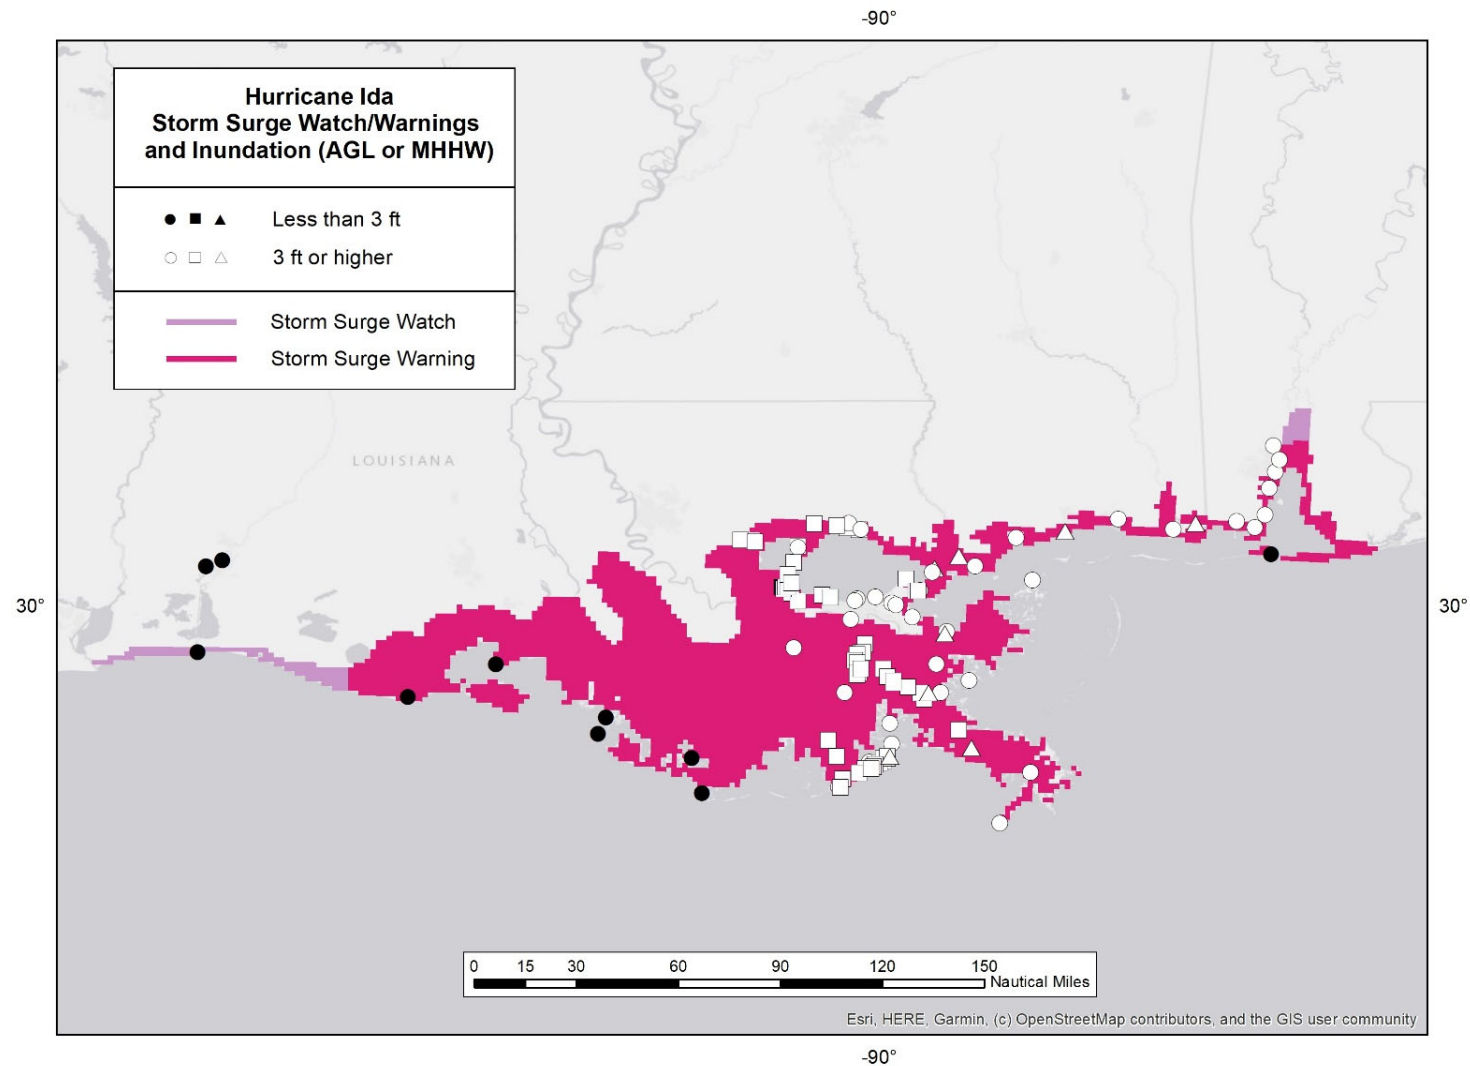 -90°
Hurricane Ida
Storm Surge Watch/Warnings
and Inundation (AGL or MHHW)
Less than 3 ft
3 ft or higher
Storm Surge Watch
Storm Surge Warning
LOUISIANA
30° 30°
0 15 30 60 90 120 150
Nautical Miles
Esri, HERE, Garmin, (c) OpenStreetMap contributors, and the GIS user community
-90°